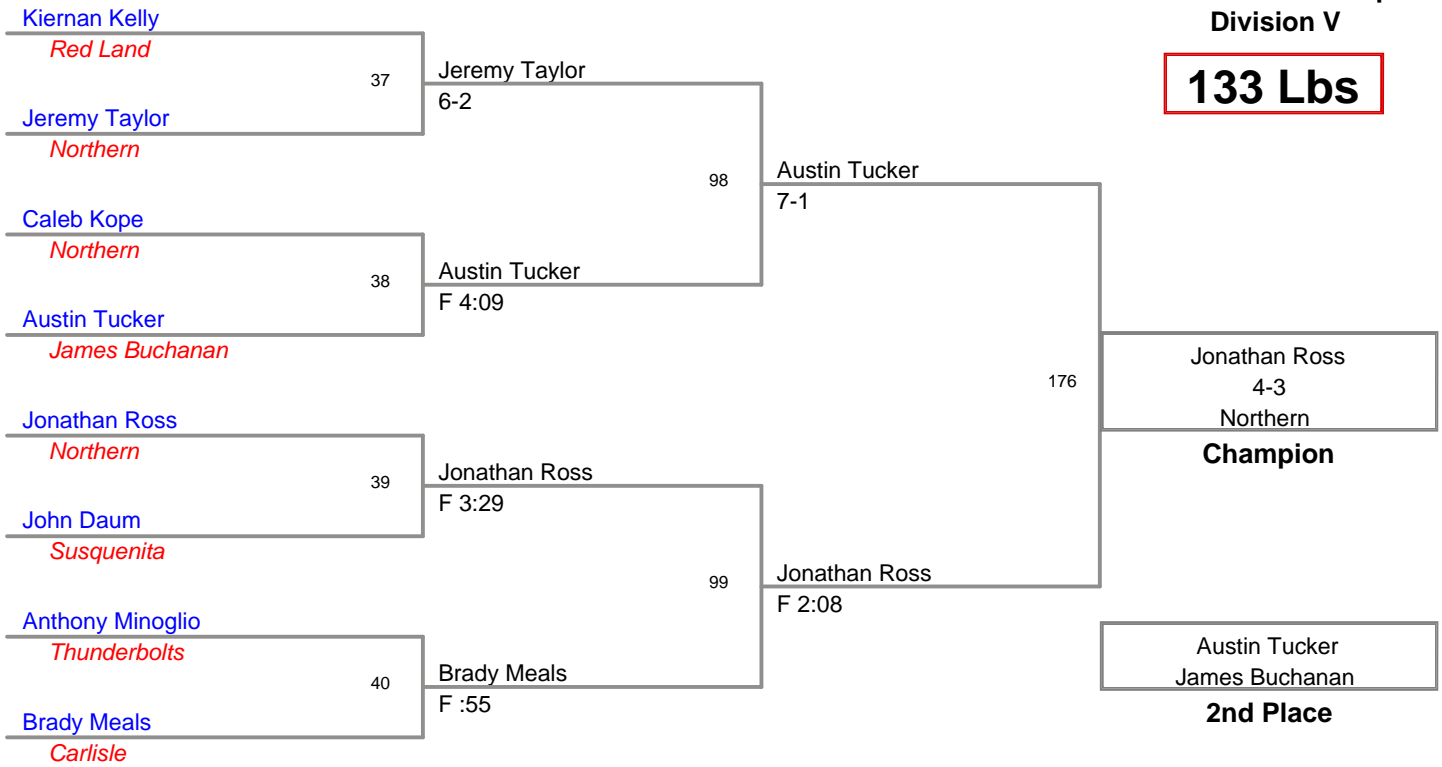 Division V
133 Lbs
Kiernan Kelly
Red Land
37
Jeremy Taylor
6-2
Jeremy Taylor
Northern
98
Austin Tucker
7-1
Caleb Kope
Northern
38
Austin Tucker
F 4:09
Austin Tucker
James Buchanan
176
Jonathan Ross
4-3
Northern
Champion
Jonathan Ross
Northern
39
Jonathan Ross
F 3:29
John Daum
Susquenita
99
Jonathan Ross
F 2:08
Anthony Minoglio
Thunderbolts
40
Brady Meals
F :55
Brady Meals
Carlisle
Austin Tucker
James Buchanan
2nd Place